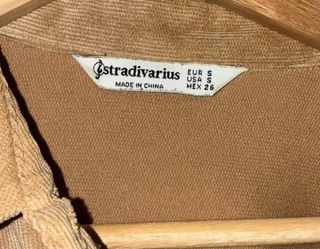 stradivarius
MADE IN CHINA
EUR S
USA S
MEX 26